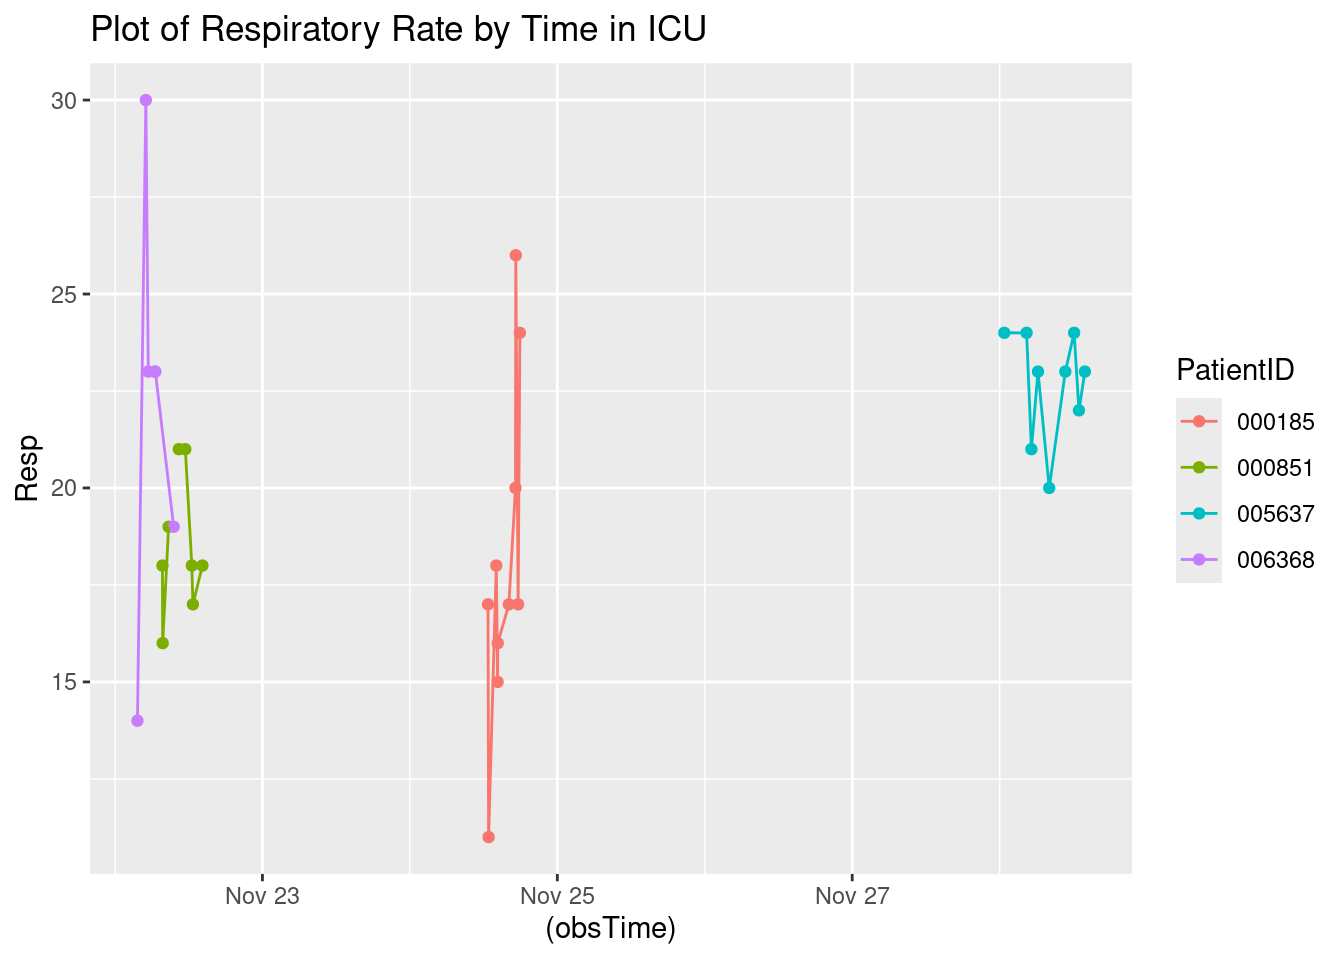 Plot of Respiratory Rate by Time in ICU
30
25
20
15
Resp
Nov 23
Nov 25
Nov 27
(obsTime)
PatientID
000185
000851
005637
006368